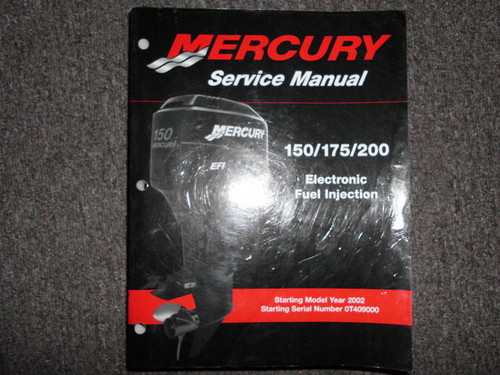 MERCURY
Service Manual
150
MERCURY
MERCURY
EFI
150/175/200
Electronic
Fuel Injection
Starting Model Year 2002
Starting Serial Number 0T409000